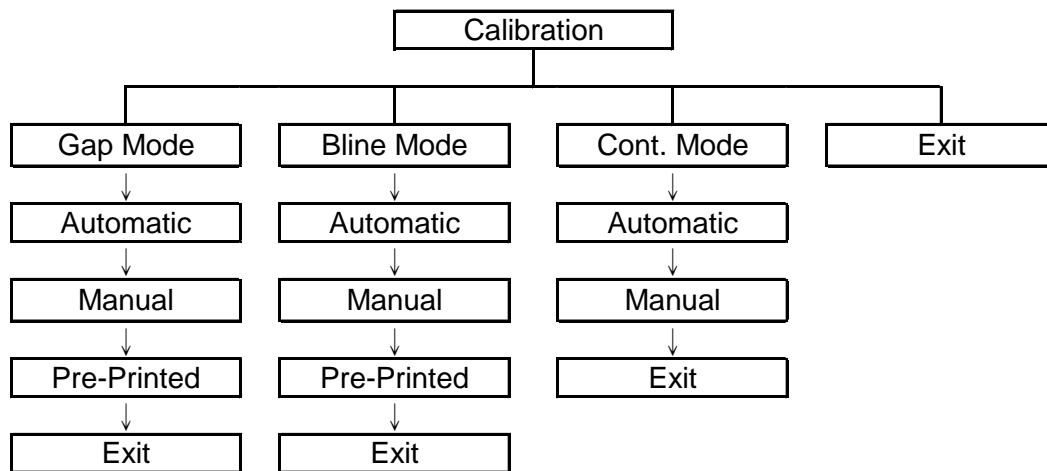 Calibration
Gap Mode
Bline Mode
Cont. Mode
Exit
Automatic
Automatic
Automatic
Manual
Manual
Manual
Pre-Printed
Pre-Printed
Exit
Exit
Exit